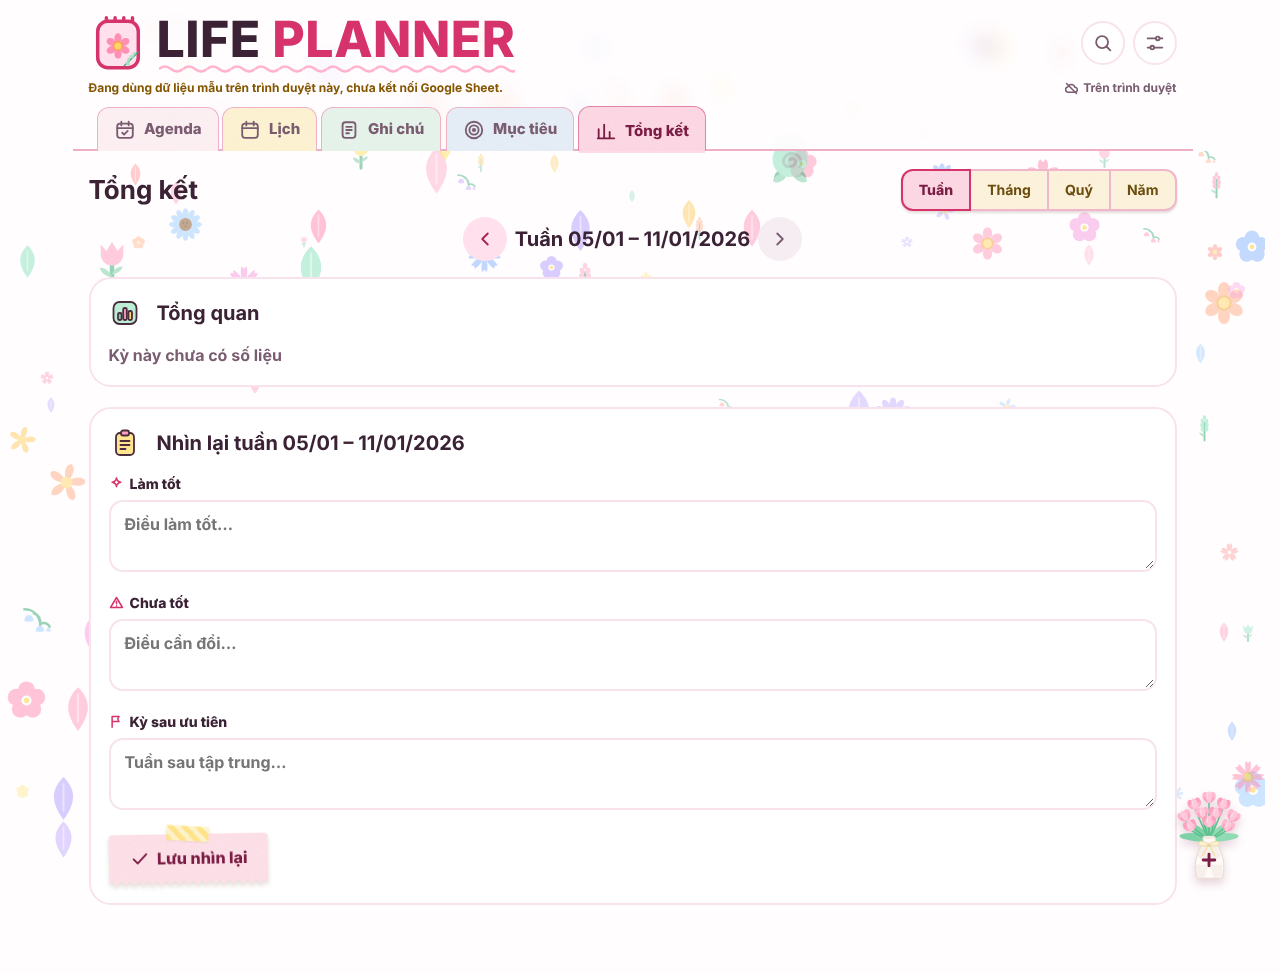 LIFE PLANNER
Đang dùng dữ liệu mẫu trên trình duyệt này, chưa kết nối Google Sheet.
Trên trình duyệt
Agenda
Lịch
Ghi chú
Mục tiêu
Tổng kết
Tổng kết
Tuần
Tháng
Quý
Năm
Tuần 05/01 – 11/01/2026
Tổng quan
Kỳ này chưa có số liệu
Nhìn lại tuần 05/01 – 11/01/2026
Làm tốt
Điều làm tốt...
Chưa tốt
Điều cần đổi...
Kỳ sau ưu tiên
Tuần sau tập trung...
Lưu nhìn lại